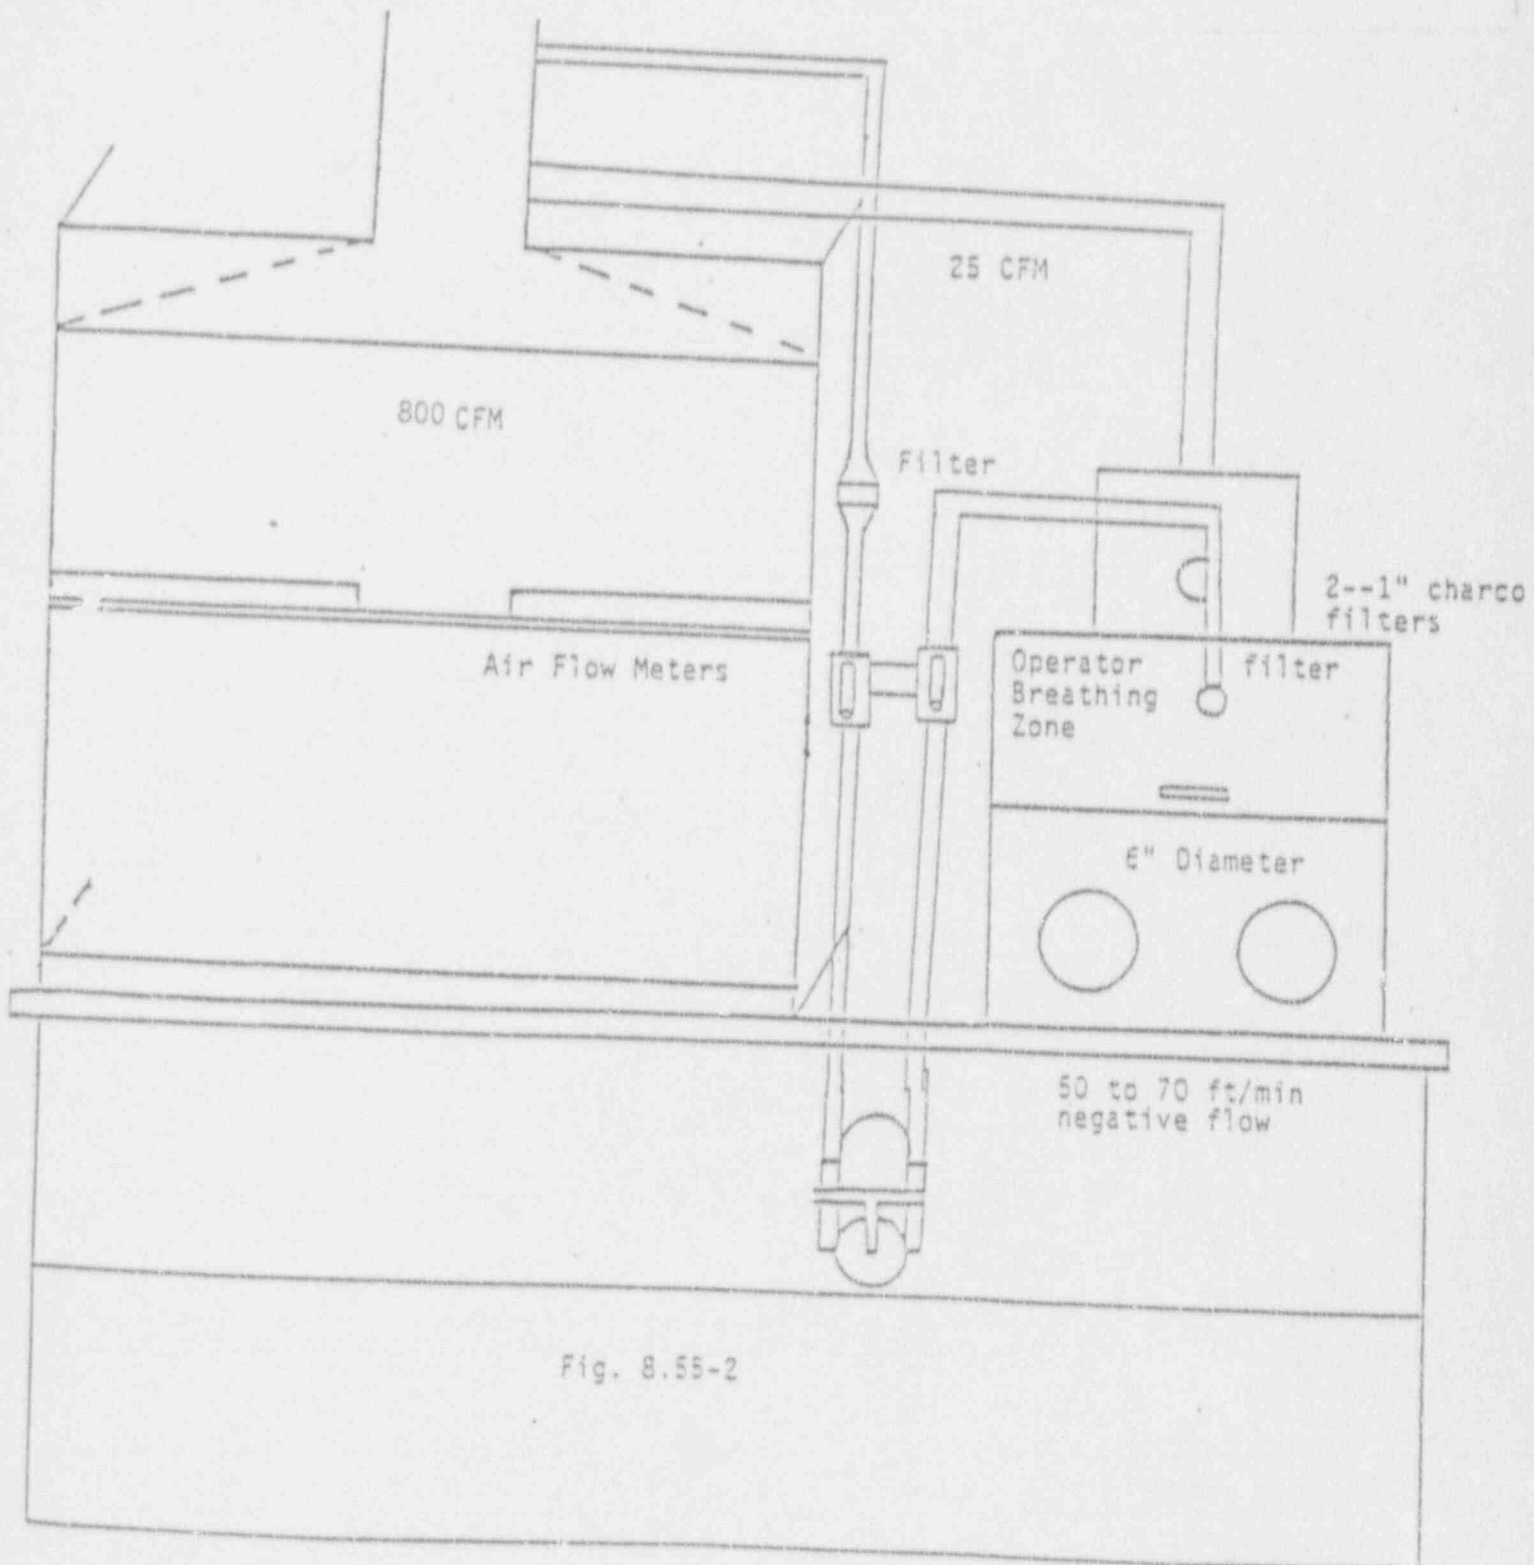 25 CFM
800 CFM
Filter
2--1" charco
filters
Air Flow Meters
Operator
Breathing
Zone
filter
6" Diameter
50 to 70 ft/min
negative flow
Fig. 8.55-2